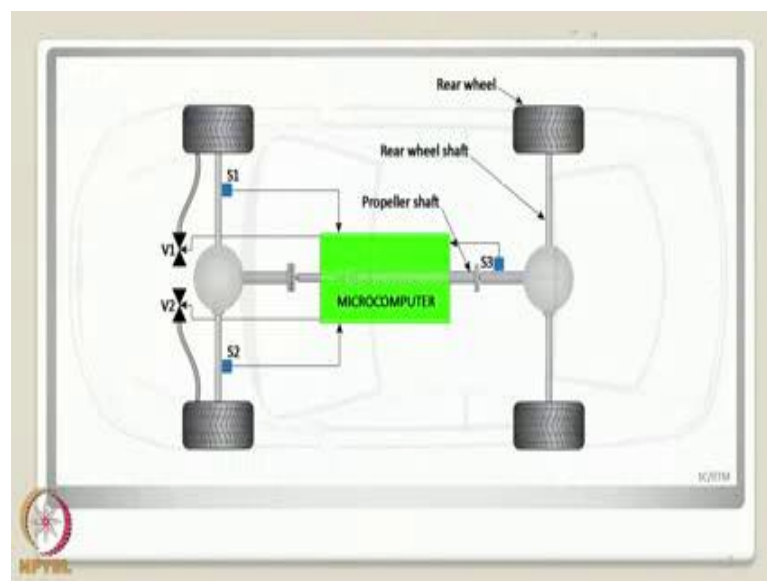 Rear wheel
S1
Rear wheel shaft
Propeller shaft
V1
S3
MICROCOMPUTER
V2
S2
NPTEL